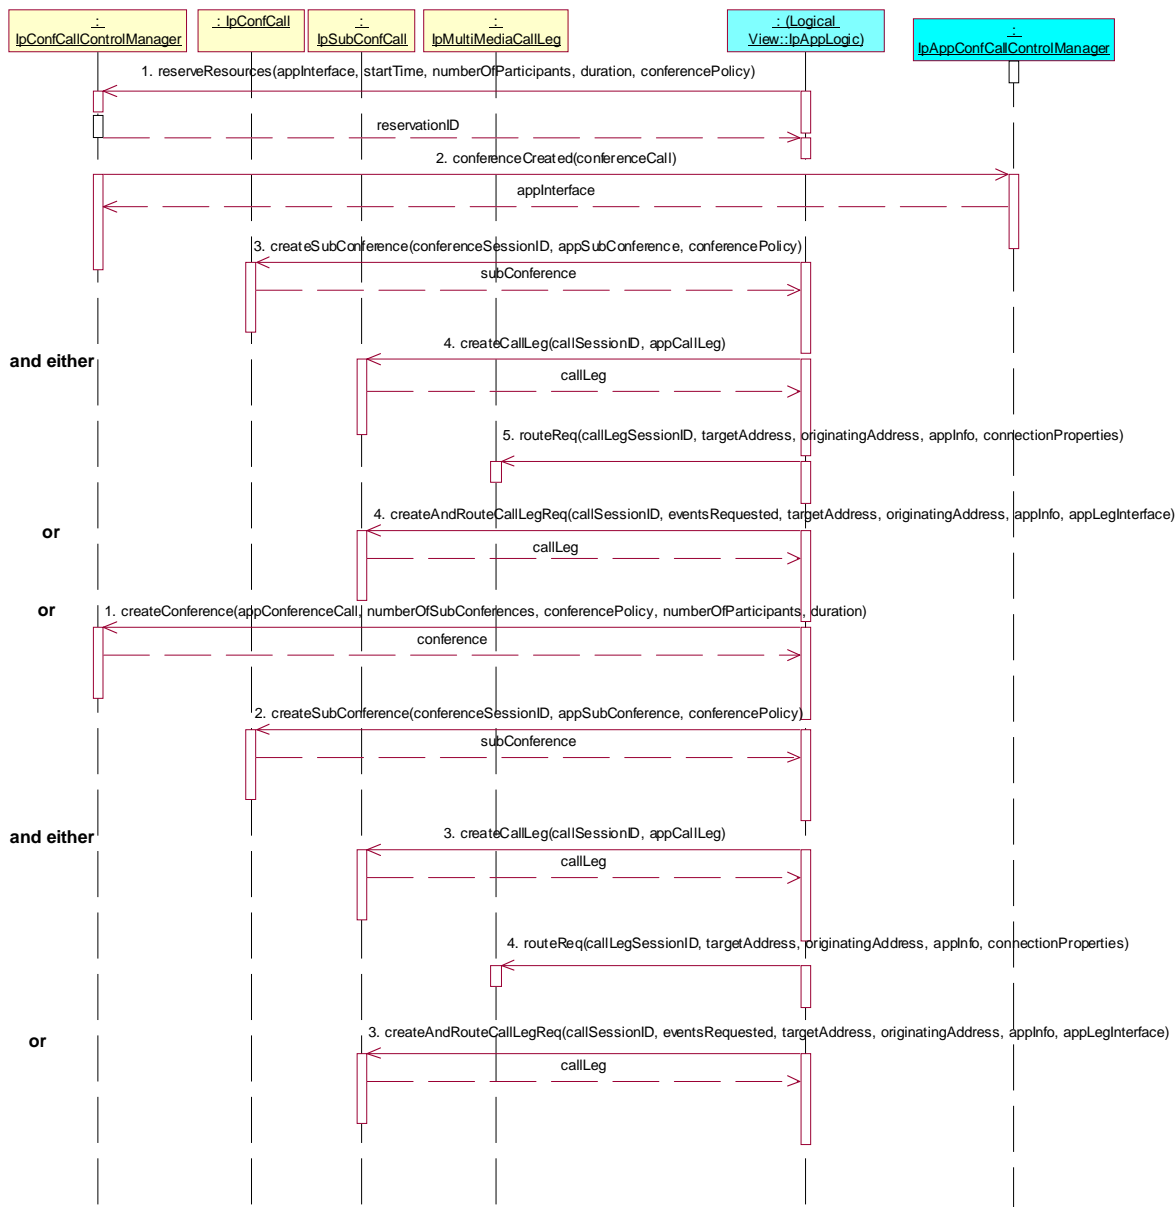 :
IpConfCallControlManager
: IpConfCall
:
IpSubConfCall
:
IpMultiMediaCallLeg
: (Logical
View::IpAppLogic)
:
IpAppConfCallControlManager
1. reserveResources(appInterface, startTime, numberOfParticipants, duration, conferencePolicy)
reservationID
2. conferenceCreated(conferenceCall)
appInterface
3. createSubConference(conferenceSessionID, appSubConference, conferencePolicy)
subConference
4. createCallLeg(callSessionID, appCallLeg)
and either
callLeg
5. routeReq(callLegSessionID, targetAddress, originatingAddress, appInfo, connectionProperties)
4. createAndRouteCallLegReq(callSessionID, eventsRequested, targetAddress, originatingAddress, appInfo, appLegInterface)
or
callLeg
or
1. createConference(appConferenceCall, numberOfSubConferences, conferencePolicy, numberOfParticipants, duration)
conference
2. createSubConference(conferenceSessionID, appSubConference, conferencePolicy)
subConference
and either
3. createCallLeg(callSessionID, appCallLeg)
callLeg
4. routeReq(callLegSessionID, targetAddress, originatingAddress, appInfo, connectionProperties)
3. createAndRouteCallLegReq(callSessionID, eventsRequested, targetAddress, originatingAddress, appInfo, appLegInterface)
or
callLeg